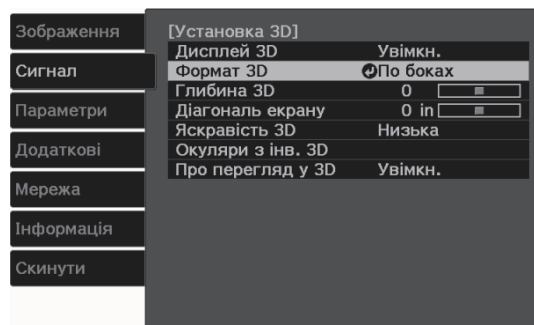 Зображення
Сигнал
Параметри
Додаткові
Мережа
Інформація
Скинути
[Установка 3D]
Дисплей 3D Увімкн.
Формат 3D По боках
Глибина 3D 0
Діагональ екрану 0 in
Яскравість 3D Низька
Окуляри з інв. 3D
Про перегляд у 3D Увімкн.